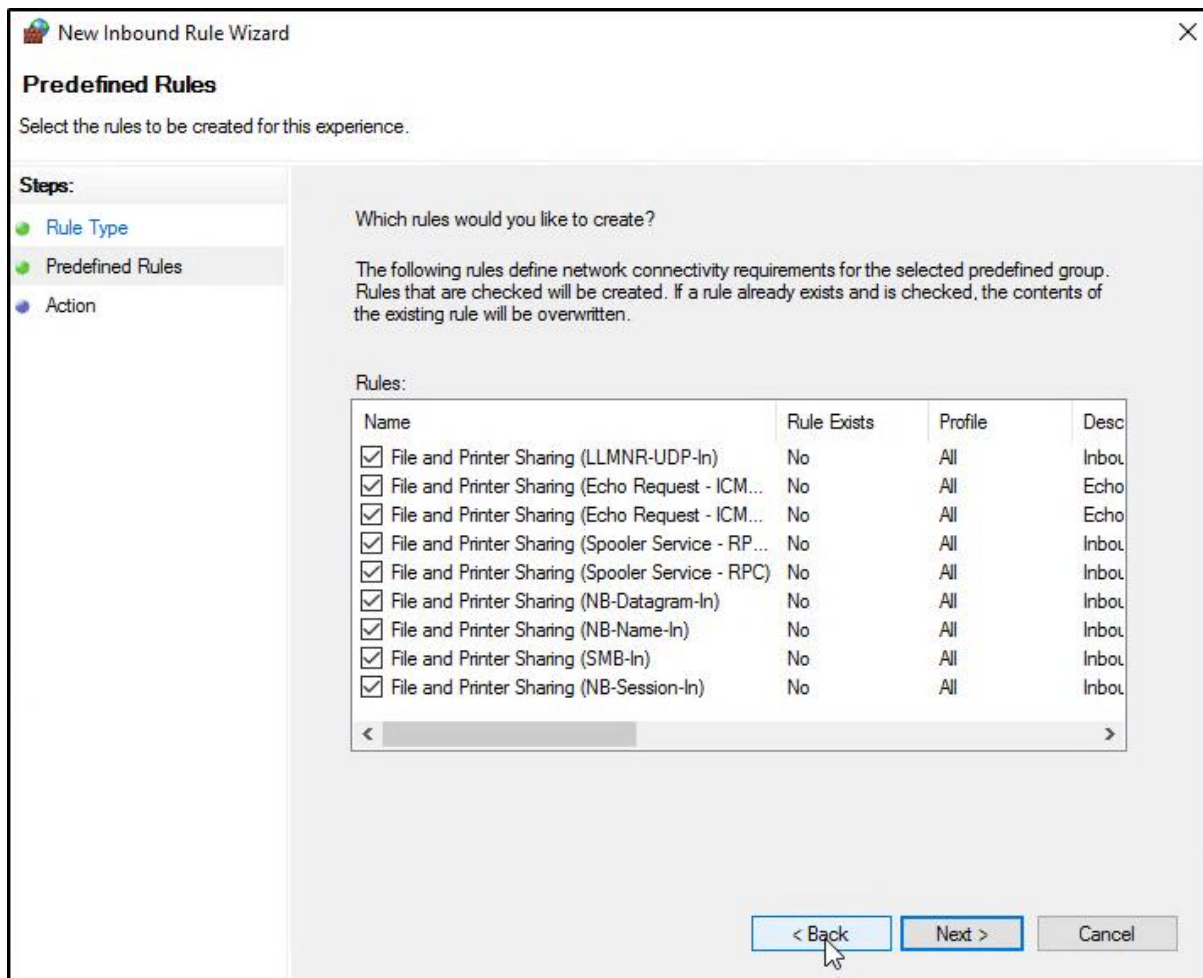 New Inbound Rule Wizard
Predefined Rules
Select the rules to be created for this experience.
Steps:
Rule Type
Predefined Rules
Action
Which rules would you like to create?
The following rules define network connectivity requirements for the selected predefined group.
Rules that are checked will be created. If a rule already exists and is checked, the contents of
the existing rule will be overwritten.
Rules:
Name Rule Exists Profile Desc
File and Printer Sharing (LLMNR-UDP-In) No All Inbou
File and Printer Sharing (Echo Request - ICM... No All Echo
File and Printer Sharing (Echo Request - ICM... No All Echo
File and Printer Sharing (Spooler Service - RP... No All Inbou
File and Printer Sharing (Spooler Service - RPC) No All Inbou
File and Printer Sharing (NB-Datagram-In) No All Inbou
File and Printer Sharing (NB-Name-In) No All Inbou
File and Printer Sharing (SMB-In) No All Inbou
File and Printer Sharing (NB-Session-In) No All Inbou
< Back Next > Cancel